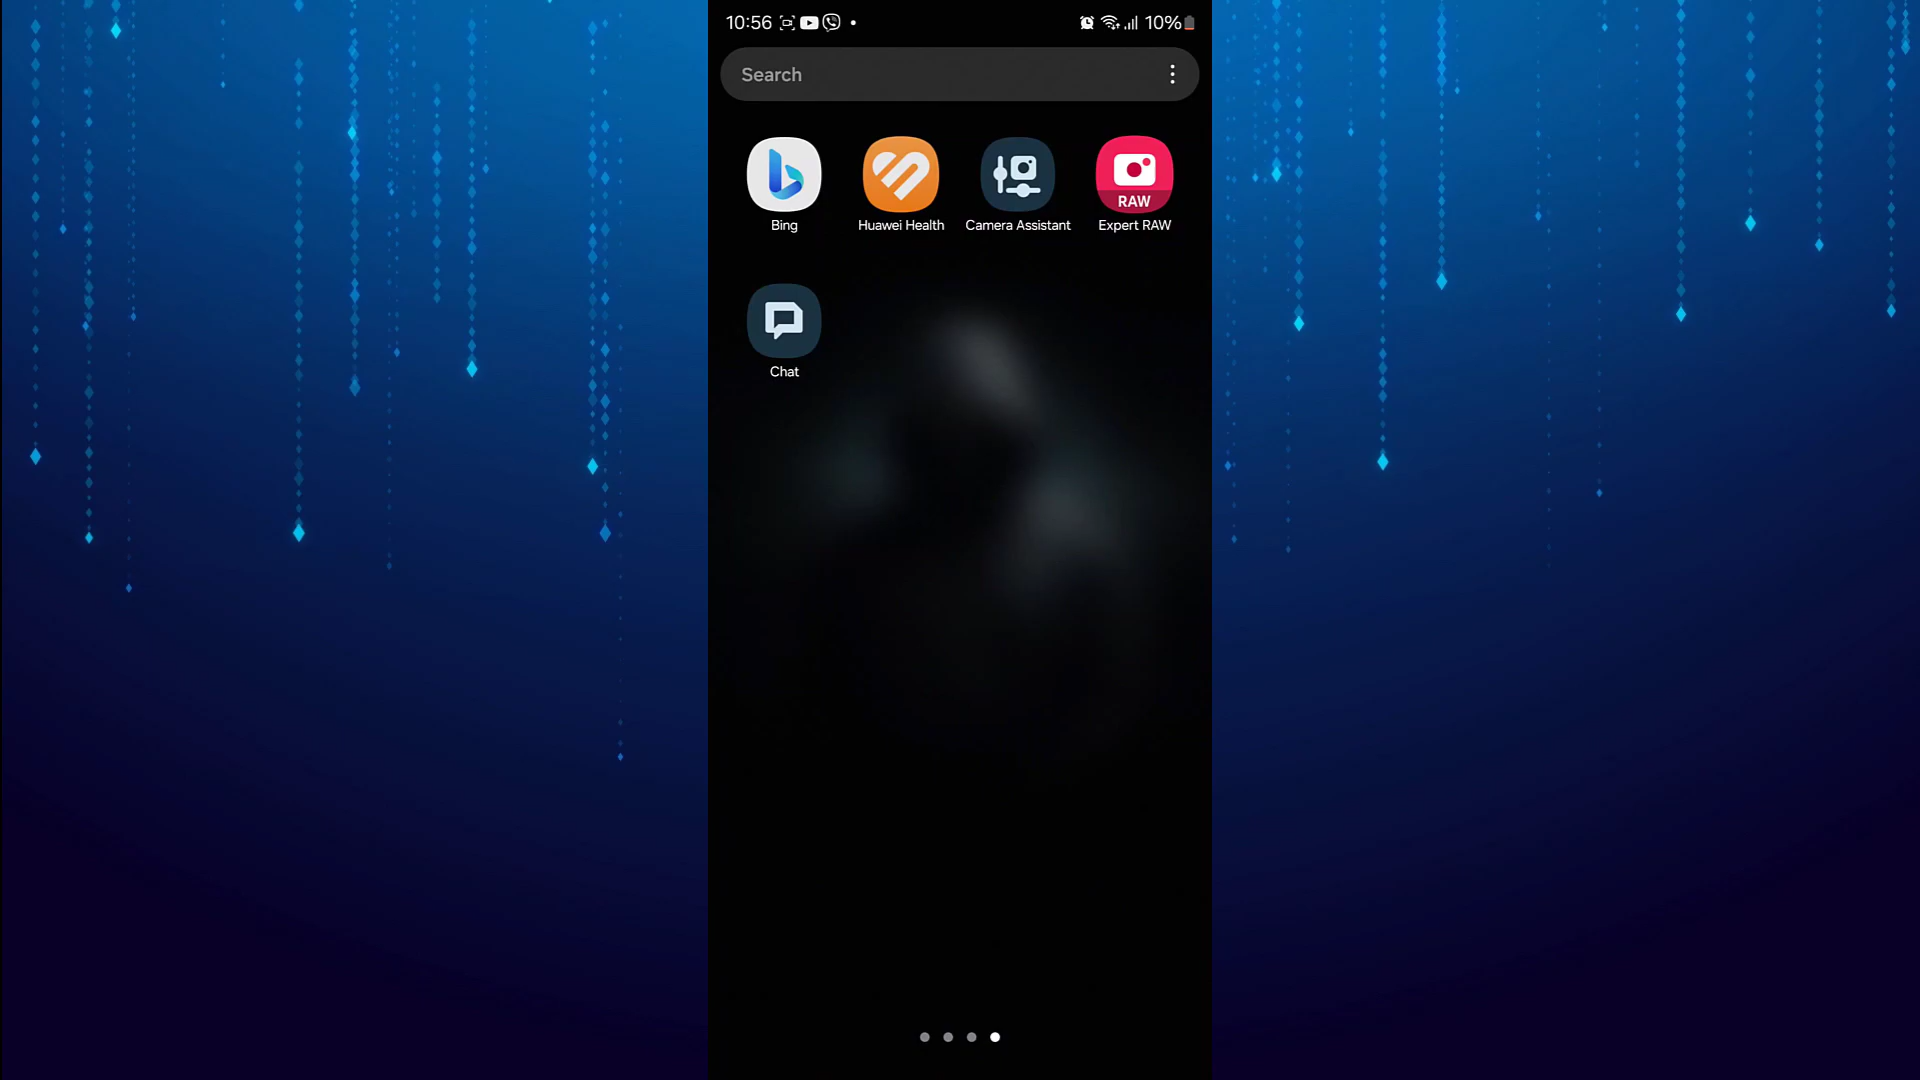 10:56
10%
Search
RAW
Bing
Huawei Health
Camera Assistant
Expert RAW
Chat